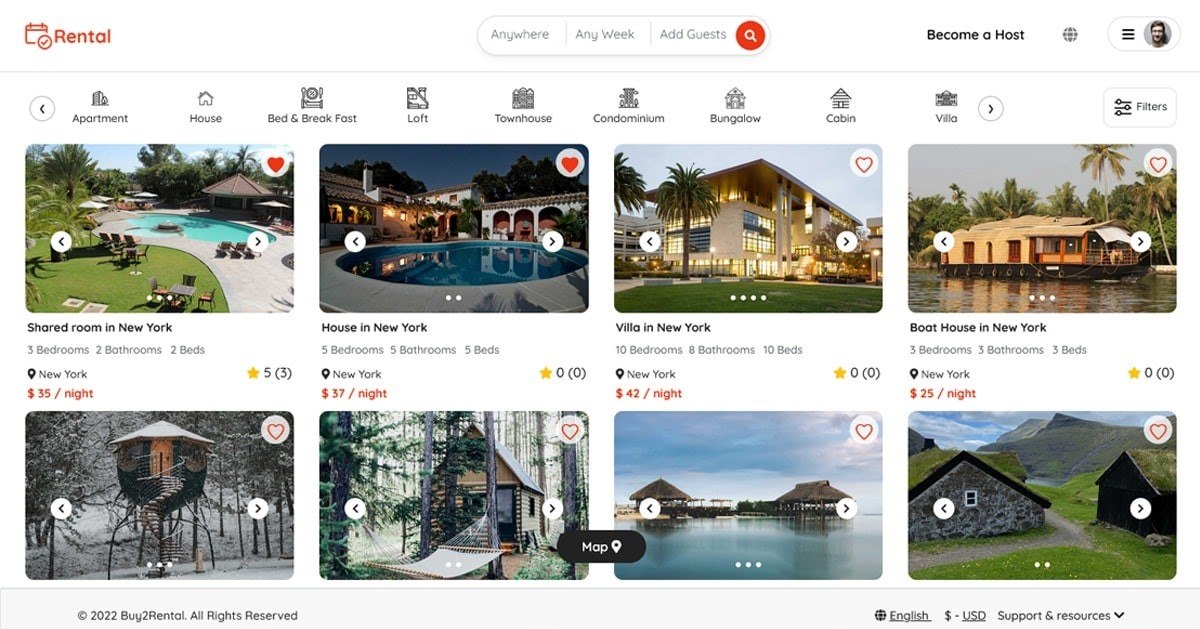 Rental
Anywhere Any Week Add Guests
Become a Host
Apartment House Bed & Break Fast Loft Townhouse Condominium Bungalow Cabin Villa Filters
Shared room in New York
3 Bedrooms 2 Bathrooms 2 Beds
New York 5 (3)
$ 35 / night
House in New York
5 Bedrooms 5 Bathrooms 5 Beds
New York 0 (0)
$ 37 / night
Villa in New York
10 Bedrooms 8 Bathrooms 10 Beds
New York 0 (0)
$ 42 / night
Boat House in New York
3 Bedrooms 3 Bathrooms 3 Beds
New York 0 (0)
$ 25 / night
Map
© 2022 Buy2Rental. All Rights Reserved
English $ - USD Support & resources